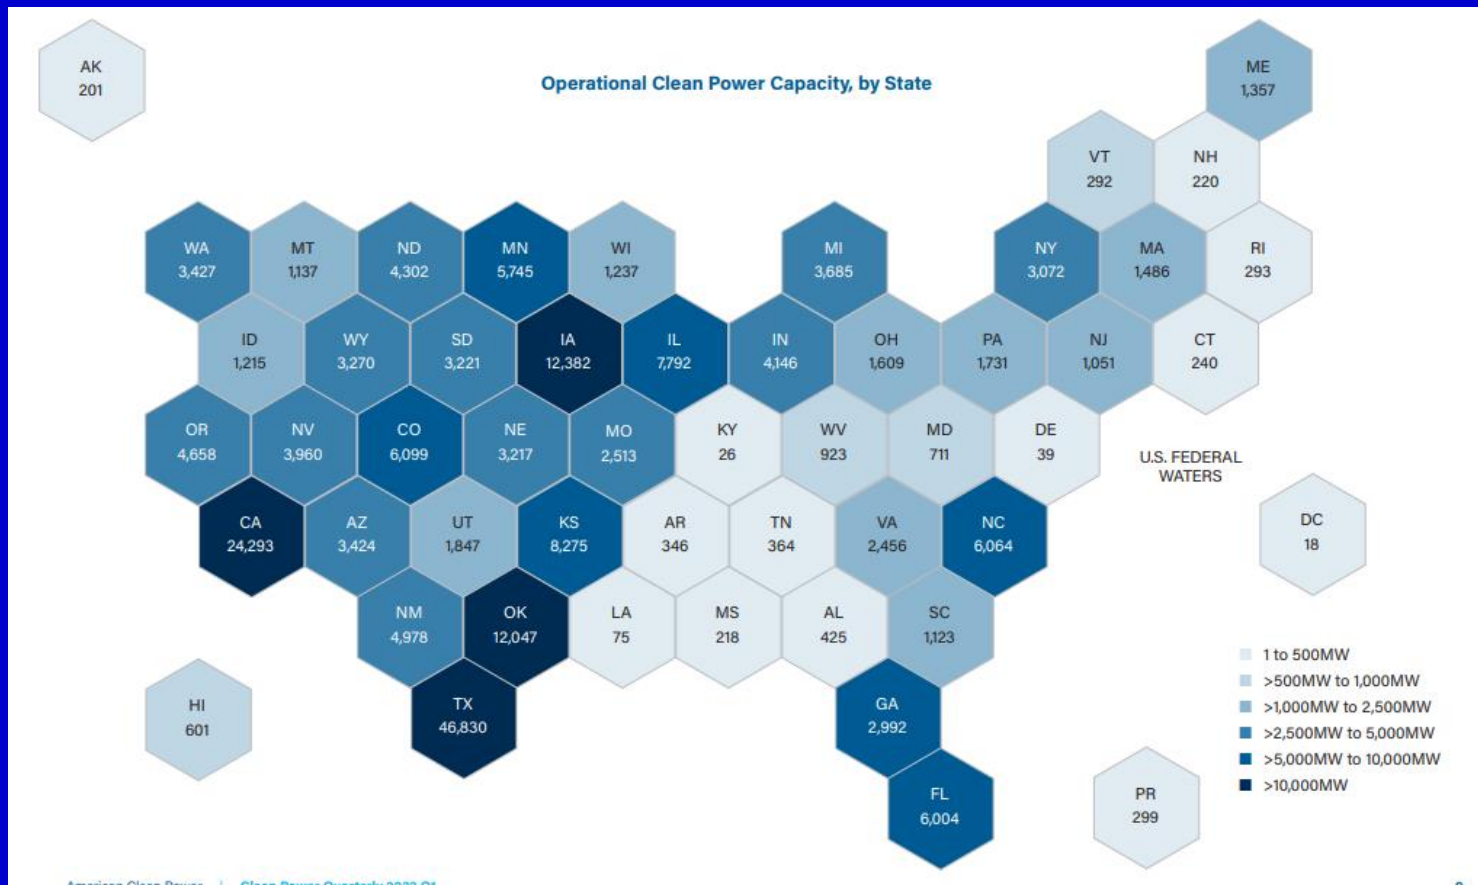 AK
201
Operational Clean Power Capacity, by State
ME
1,357
VT
292
NH
220
WA
3,427
MT
1,137
ND
4,302
MN
5,745
WI
1,237
MI
3,685
NY
3,072
MA
1,486
RI
293
ID
1,215
WY
3,270
SD
3,221
IA
12,382
IL
7,792
IN
4,146
OH
1,609
PA
1,731
NJ
1,051
CT
240
OR
4,658
NV
3,960
CO
6,099
NE
3,217
MO
2,513
KY
26
WV
923
MD
711
DE
39
U.S. FEDERAL
WATERS
CA
24,293
AZ
3,424
UT
1,847
KS
8,275
AR
346
TN
364
VA
2,456
NC
6,064
DC
18
NM
4,978
OK
12,047
LA
75
MS
218
AL
425
SC
1,123
HI
601
TX
46,830
GA
2,992
FL
6,004
PR
299
1 to 500MW
>500MW to 1,000MW
>1,000MW to 2,500MW
>2,500MW to 5,000MW
>5,000MW to 10,000MW
>10,000MW
American Clean Power | Clean Power Quarterly 2022 Q1